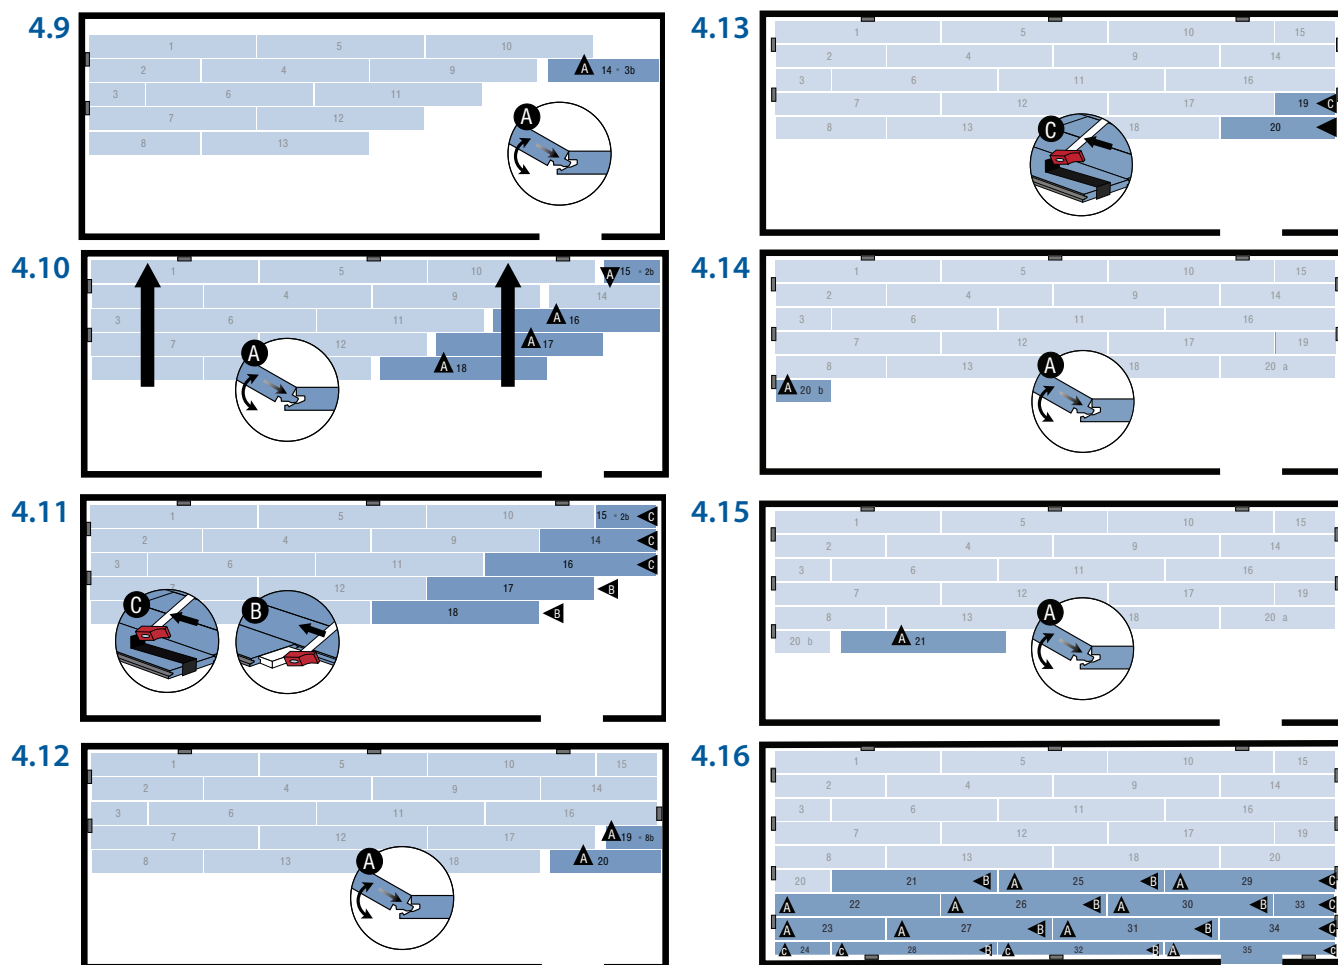 4.9
1 5 10
2 4 9 A 14 - 3b
3 6 11
7 12
8 13
A
4.10
1 5 10 A 15 - 2b
4 9 14
3 6 11 A 16
7 12 A 17
A 18
A
4.11
1 5 10 15 - 2b C
2 4 9 14 C
3 6 11 16 C
7 12 17 B
18 B
C B
4.12
1 5 10 15
2 4 9 14
3 6 11 16
7 12 17 A 19 - 8b
8 13 18 A 20
A
4.13
1 5 10 15
2 4 9 14
3 6 11 16
7 12 17 19 C
8 13 18 20
C
4.14
1 5 10 15
2 4 9 14
3 6 11 16
7 12 17 19
8 13 18 20 a
A 20 b
A
4.15
1 5 10 15
2 4 9 14
3 6 11 16
7 12 17 19
8 13 18 20 a
20 b A 21
A
4.16
1 5 10 15
2 4 9 14
3 6 11 16
7 12 17 19
8 13 18 20
20 21 B A 25 B A 29 C
A 22 A 26 B A 30 B 33 C
A 23 A 27 B A 31 B 34 C
C 24 C 28 B C 32 B A 35 C